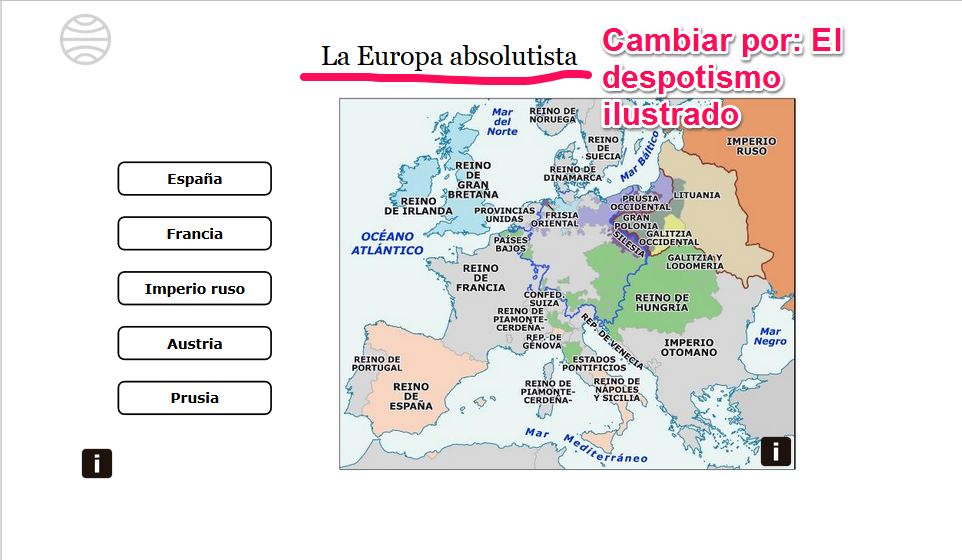 La Europa absolutista
Cambiar por: El
despotismo
ilustrado
España
Francia
Imperio ruso
Austria
Prusia
i
Mar
del
Norte
REINO DE
NORUEGA
REINO
DE
SUECIA
Mar Báltico
IMPERIO
RUSO
REINO
DE
GRAN
BRETAÑA
REINO DE
DINAMARCA
REINO
DE IRLANDA
PROVINCIAS
UNIDAS
FRISIA
ORIENTAL
PRUSIA
OCCIDENTAL
LITUANIA
GRAN
POLONIA
SILESIA
GALITZIA
OCCIDENTAL
OCÉANO
ATLÁNTICO
PAÍSES
BAJOS
GALITZIA Y
LODOMERIA
REINO
DE
FRANCIA
CONFED.
SUIZA
REINO DE
HUNGRÍA
REINO DE
PIAMONTE-
CERDEÑA-
REP. DE
GÉNOVA
REP. DE VENECIA
IMPERIO
OTOMANO
Mar
Negro
REINO DE
PORTUGAL
REINO
DE
ESPAÑA
ESTADOS
PONTIFICIOS
REINO DE
PIAMONTE-
CERDEÑA-
REINO DE
NÁPOLES
Y SICILIA
Mar Mediterráneo
i